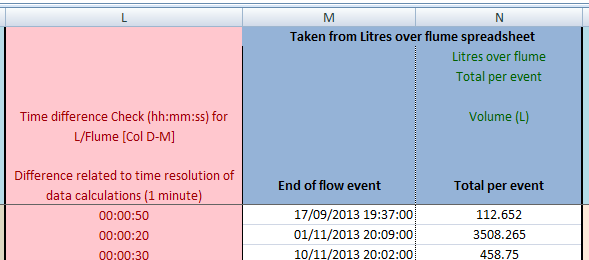 L M N
Taken from Litres over flume spreadsheet
Litres over flume
Total per event
Time difference Check (hh:mm:ss) for Volume (L)
L/Flume [Col D-M]
Difference related to time resolution of
data calculations (1 minute) End of flow event Total per event
00:00:50 17/09/2013 19:37:00 112.652
00:00:20 01/11/2013 20:09:00 3508.265
00:00:30 10/11/2013 20:02:00 458.75